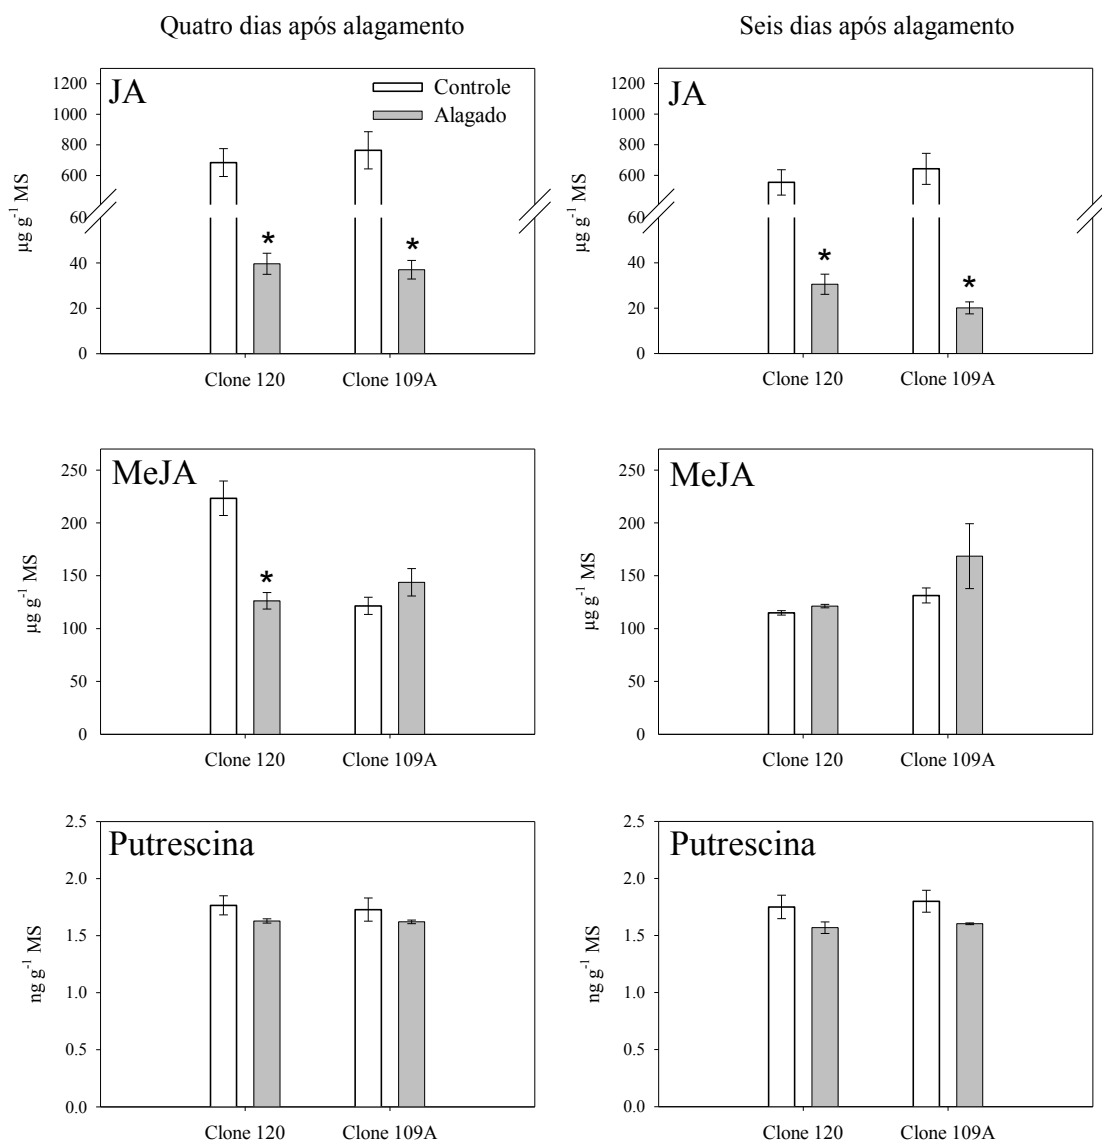 Quatro dias após alagamento
Seis dias após alagamento
JA
Controle
Alagado
µg g-1 MS
1200
1000
800
600
60
40
20
0
*
*
Clone 120
Clone 109A
JA
µg g-1 MS
1200
1000
800
600
60
40
20
0
*
*
Clone 120
Clone 109A
MeJA
µg g-1 MS
250
200
150
100
50
0
*
Clone 120
Clone 109A
MeJA
µg g-1 MS
250
200
150
100
50
0
Clone 120
Clone 109A
Putrescina
ng g-1 MS
2.5
2.0
1.5
1.0
0.5
0.0
Clone 120
Clone 109A
Putrescina
ng g-1 MS
2.5
2.0
1.5
1.0
0.5
0.0
Clone 120
Clone 109A